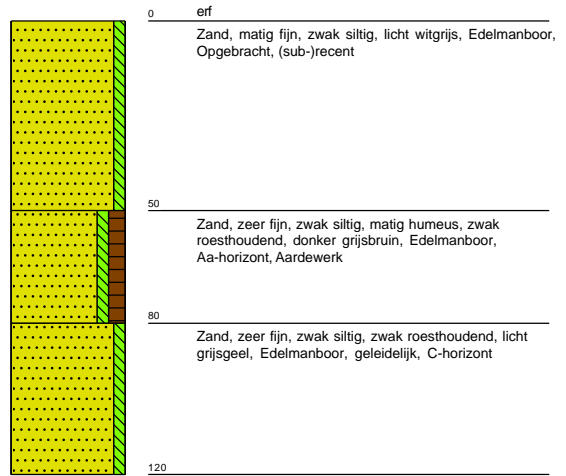 0
erf
Zand, matig fijn, zwak siltig, licht witgrijs, Edelmanboor,
Opgebracht, (sub-)recent
50
Zand, zeer fijn, zwak siltig, matig humeus, zwak
roesthoudend, donker grijsbruin, Edelmanboor,
Aa-horizont, Aardewerk
80
Zand, zeer fijn, zwak siltig, zwak roesthoudend, licht
grijsgeel, Edelmanboor, geleidelijk, C-horizont
120